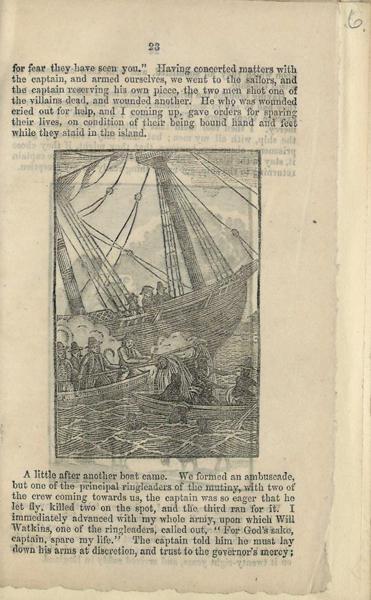 6.
23
for fear they have seen you." Having concerted matters with
the captain, and armed ourselves, we went to the sailors, and
the captain reserving his own piece, the two men shot one of
the villains dead, and wounded another. He who was wounded
cried out for help, and I coming up, gave orders for sparing
their lives, on condition of their being bound hand and feet
while they staid in the island.
A little after another boat came. We formed an ambuscade,
but one of the principal ringleaders of the mutiny, with two of
the crew coming towards us, the captain was so eager that he
let fly, killed two on the spot, and the third ran for it. I
immediately advanced with my whole army, upon which Will
Watkins, one of the ringleaders, called out, "For God's sake,
captain, spare my life." The captain told him he must lay
down his arms at discretion, and trust to the governor's mercy;